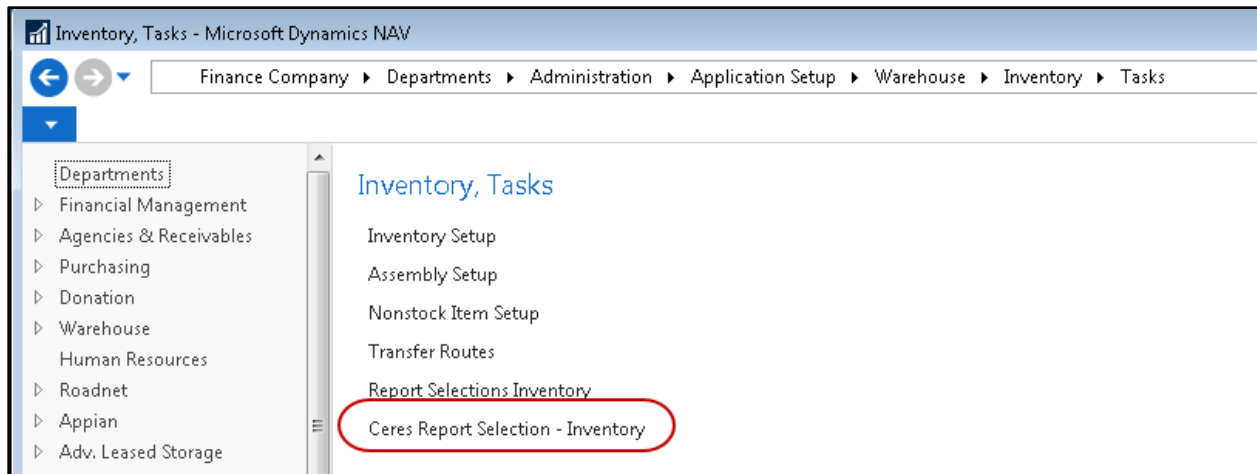 Inventory, Tasks - Microsoft Dynamics NAV
Finance Company ▸ Departments ▸ Administration ▸ Application Setup ▸ Warehouse ▸ Inventory ▸ Tasks
Departments
Financial Management
Agencies & Receivables
Purchasing
Donation
Warehouse
Human Resources
Roadnet
Appian
Adv. Leased Storage
Inventory, Tasks
Inventory Setup
Assembly Setup
Nonstock Item Setup
Transfer Routes
Report Selections Inventory
Ceres Report Selection - Inventory